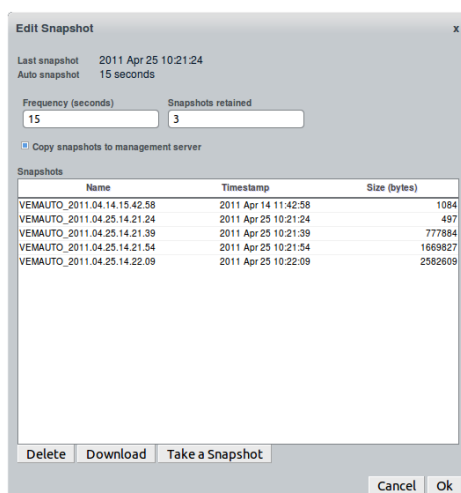 Edit Snapshot x
Last snapshot 2011 Apr 25 10:21:24
Auto snapshot 15 seconds
Frequency (seconds) Snapshots retained
15 3
Copy snapshots to management server
Snapshots
Name Timestamp Size (bytes)
VEMAUTO_2011.04.14.15.42.58 2011 Apr 14 11:42:58 1084
VEMAUTO_2011.04.25.14.21.24 2011 Apr 25 10:21:24 497
VEMAUTO_2011.04.25.14.21.39 2011 Apr 25 10:21:39 777884
VEMAUTO_2011.04.25.14.21.54 2011 Apr 25 10:21:54 1669827
VEMAUTO_2011.04.25.14.22.09 2011 Apr 25 10:22:09 2582609
Delete Download Take a Snapshot
Cancel Ok